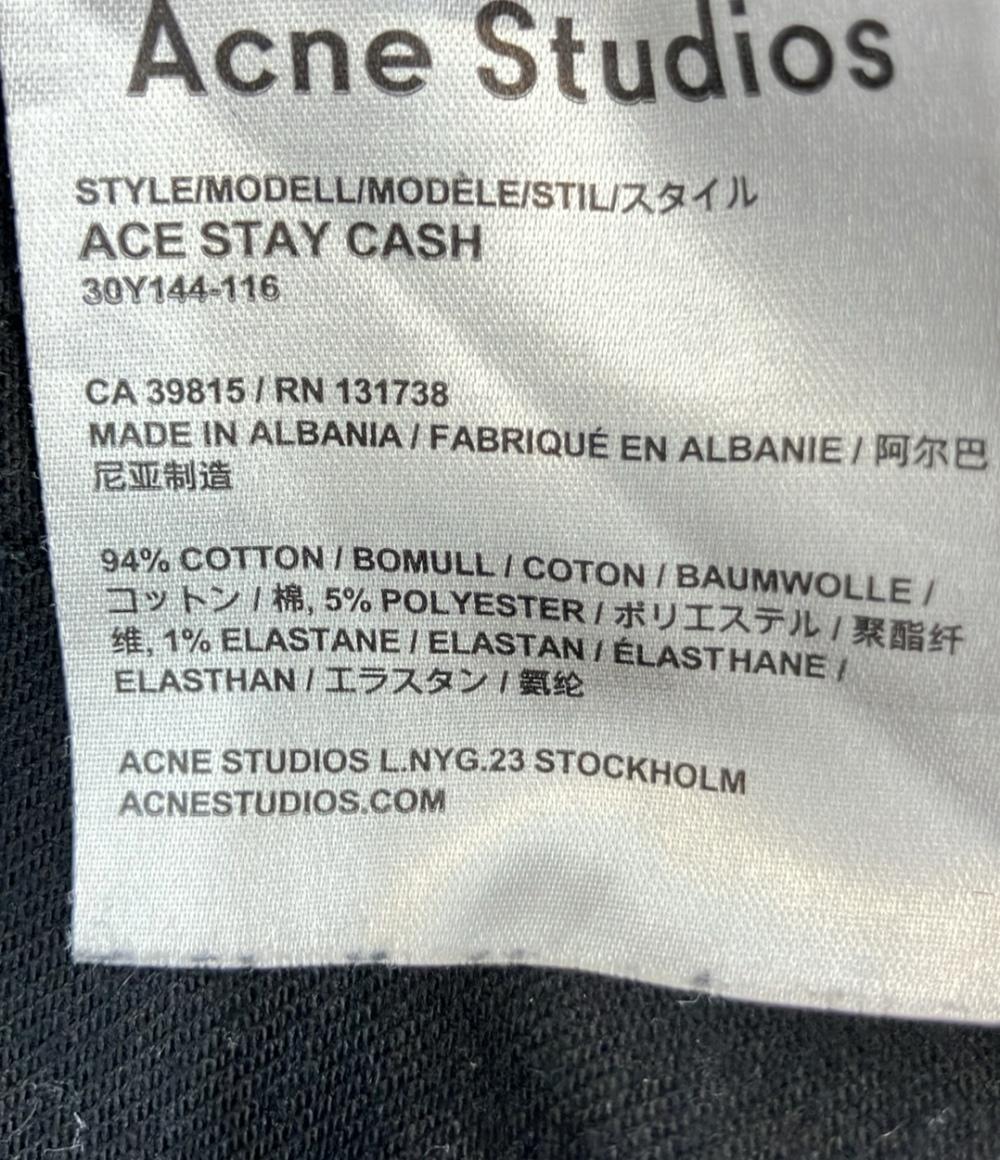 Acne Studios
STYLE/MODELL/MODÈLE/STIL/スタイル
ACE STAY CASH
30Y144-116
CA 39815 / RN 131738
MADE IN ALBANIA / FABRIQUÉ EN ALBANIE / 阿尔巴
尼亚制造
94% COTTON / BOMULL / COTON / BAUMWOLLE /
コットン / 棉, 5% POLYESTER / ポリエステル / 聚酯纤
维, 1% ELASTANE / ELASTAN / ÉLASTHANE /
ELASTHAN / エラスタン / 氨纶
ACNE STUDIOS L.NYG.23 STOCKHOLM
ACNESTUDIOS.COM